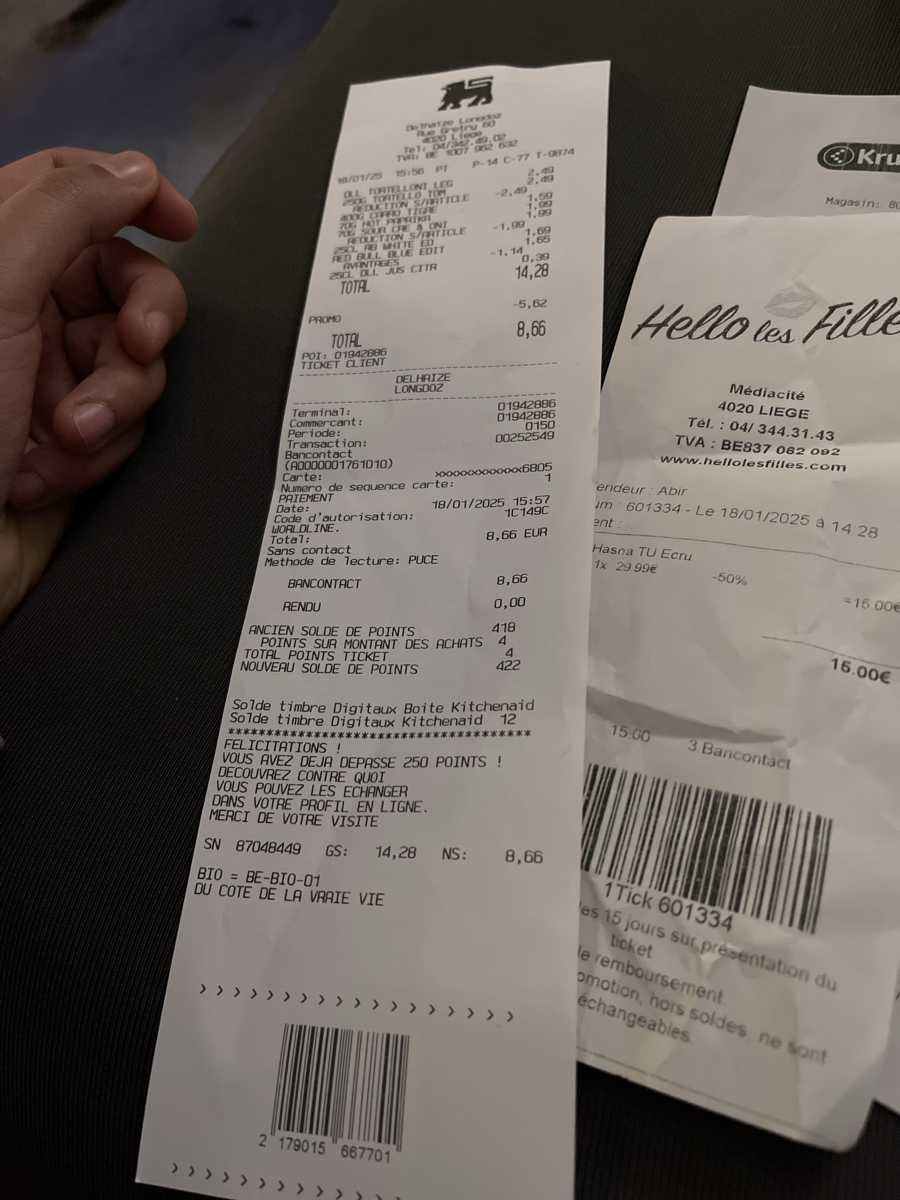 Delhaize Longdoz
Rue Gretry 60
4020 Liege
Tel: 04/342.49.02
TVA: BE 1007 962 632
18/01/25 15:56 PT P-14 C-77 T-9874
DLL TORTELLONI LEG 2,49
250G TORTELLO TOM 2,49
REDUCTION S/ARTICLE -2,49
400G CARRO TIGRE 1,59
70G HOT PAPRIKA 1,99
70G SOUR CRE & ONI 1,99
REDUCTION S/ARTICLE -1,99
25CL RB WHITE ED 1,69
RED BULL BLUE EDIT 1,65
AVANTAGES -1,14
25CL DLL JUS CITR 0,39
TOTAL 14,28
PROMO -5,62
TOTAL 8,66
POI: 01942886
TICKET CLIENT
DELHAIZE
LONGDOZ
Terminal: 01942886
Commercant: 01942886
Periode: 0150
Transaction: 00252549
Bancontact
(A0000001761010)
Carte: xxxxxxxxxxxxx6805
Numero de sequence carte: 1
PAIEMENT
Date: 18/01/2025 15:57
Code d'autorisation: 1C149C
WORLDLINE.
Total: 8,66 EUR
Sans contact
Methode de lecture: PUCE
BANCONTACT 8,66
RENDU 0,00
ANCIEN SOLDE DE POINTS 418
POINTS SUR MONTANT DES ACHATS 4
TOTAL POINTS TICKET 4
NOUVEAU SOLDE DE POINTS 422
Solde timbre Digitaux Boite Kitchenaid
Solde timbre Digitaux Kitchenaid 12
*************************************
FELICITATIONS !
VOUS AVEZ DEJA DEPASSE 250 POINTS !
DECOUVREZ CONTRE QUOI
VOUS POUVEZ LES ECHANGER
DANS VOTRE PROFIL EN LIGNE.
MERCI DE VOTRE VISITE
SN 87048449 GS: 14,28 NS: 8,66
BIO = BE-BIO-01
DU COTE DE LA VRAIE VIE
> > > > > > > > > > > > > > > >
2 179015 667701
Kru
Magasin: 80
Hello les Fille
Médiacité
4020 LIEGE
Tél. : 04/ 344.31.43
TVA : BE837 062 092
www.hellolesfilles.com
endeur : Abir
um : 601334 - Le 18/01/2025 à 14:28
ent : ..
Hasna TU Ecru
1x 29.99€ -50% =15.00€
15.00€
15.00 3 Bancontact
1Tick 601334
les 15 jours sur présentation du
ticket
le remboursement
omotion, hors soldes, ne sont
échangeables.